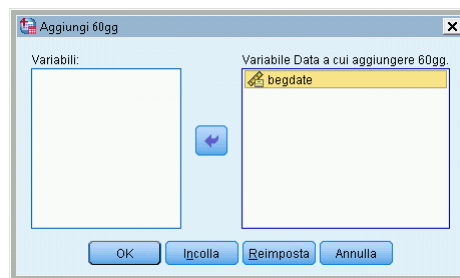 Aggiungi 60gg
Variabili:
Variabile Data a cui aggiungere 60gg.
begdate
OK
Incolla
Reimposta
Annulla